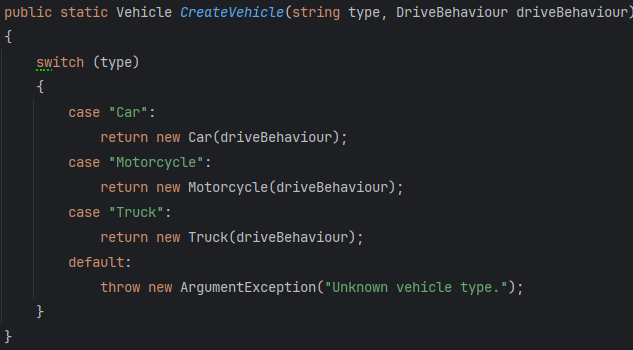 public static Vehicle CreateVehicle(string type, DriveBehaviour driveBehaviour)
{
    switch (type)
    {
        case "Car":
            return new Car(driveBehaviour);
        case "Motorcycle":
            return new Motorcycle(driveBehaviour);
        case "Truck":
            return new Truck(driveBehaviour);
        default:
            throw new ArgumentException("Unknown vehicle type.");
    }
}